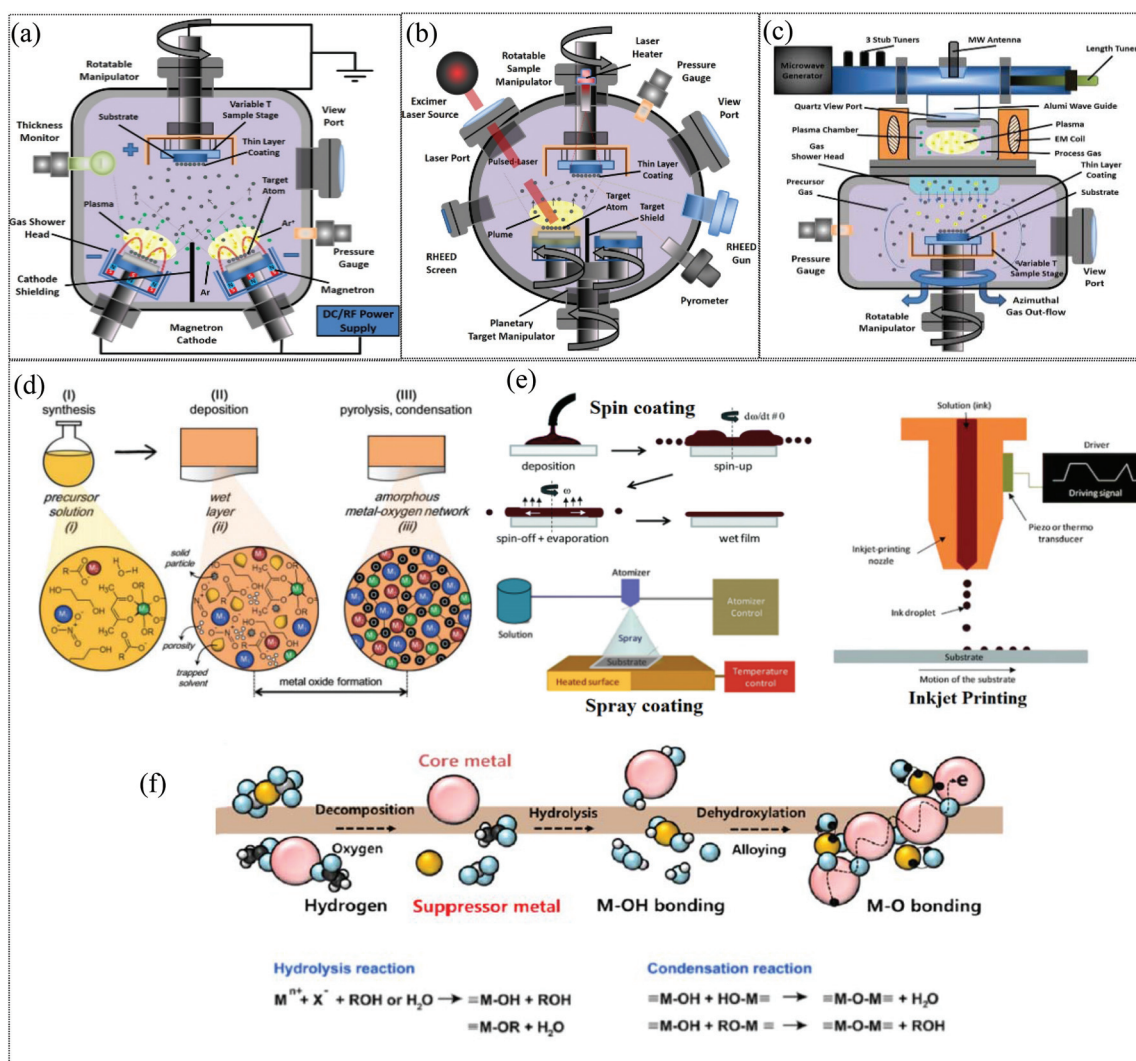 (a)
Rotatable
Manipulator
Substrate
Variable T
Sample Stage
View
Port
Thickness
Monitor
Thin Layer
Coating
Target
Atom
Plasma
Ar⁺
Gas Shower
Head
Pressure
Gauge
Cathode
Shielding
Ar
Magnetron
Magnetron
Cathode
DC/RF Power
Supply
(b)
Rotatable
Sample
Manipulator
Laser
Heater
Pressure
Gauge
Excimer
Laser Source
View
Port
Laser Port
Pulsed-Laser
Thin Layer
Coating
Target
Atom
Target
Shield
Plume
RHEED
Screen
RHEED
Gun
Pyrometer
Planetary
Target Manipulator
(c)
3 Stub Tuners
MW Antenna
Length Tuner
Microwave
Generator
Quartz View Port
Alumi Wave Guide
Plasma Chamber
Plasma
EM Coil
Gas
Shower Head
Process Gas
Thin Layer
Coating
Precursor
Gas
Substrate
Pressure
Gauge
Variable T
Sample Stage
View
Port
Rotatable
Manipulator
Azimuthal
Gas Out-flow
(d)
(I)
synthesis
(II)
deposition
(III)
pyrolysis, condensation
precursor
solution
(i)
wet
layer
(ii)
amorphous
metal-oxygen network
(iii)
solid
particle
porosity
trapped
solvent
metal oxide formation
(e)
Spin coating
dω/dt # 0
deposition
spin-up
ω
spin-off + evaporation
wet film
Atomizer
Solution
Atomizer
Control
Spray
Substrate
Heated surface
Temperature
control
Spray coating
Solution (ink)
Driver
Driving signal
Piezo or thermo
transducer
Inkjet-printing
nozzle
Ink droplet
Substrate
Motion of the substrate
Inkjet Printing
(f)
Core metal
Decomposition
Hydrolysis
Dehydroxylation
e
Oxygen
Alloying
Hydrogen
Suppressor metal
M-OH bonding
M-O bonding
Hydrolysis reaction
Mⁿ⁺ + X⁻ + ROH or H₂O → ≡M-OH + ROH
≡M-OR + H₂O
Condensation reaction
≡M-OH + HO-M≡ → ≡M-O-M≡ + H₂O
≡M-OH + RO-M≡ → ≡M-O-M≡ + ROH